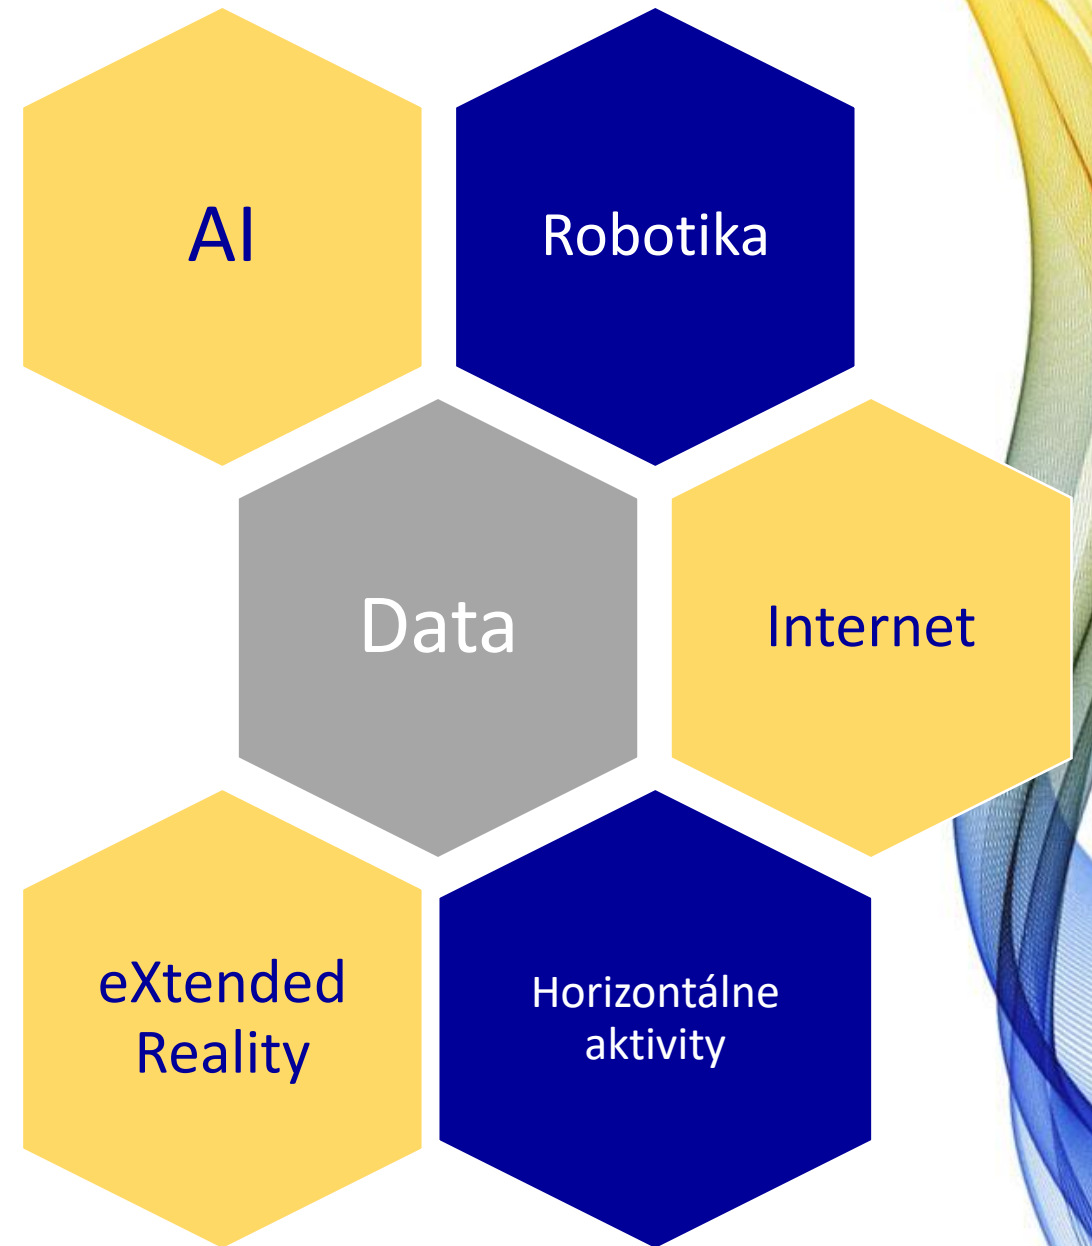 AI
Robotika
Data
Internet
eXtended
Reality
Horizontálne
aktivity